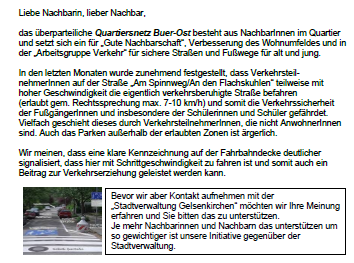 Liebe Nachbarin, lieber Nachbar,
das überparteiliche Quartiersnetz Buer-Ost besteht aus NachbarInnen im Quartier
und setzt sich ein für „Gute Nachbarschaft“, Verbesserung des Wohnumfeldes und in
der „Arbeitsgruppe Verkehr“ für sichere Straßen und Fußwege für alt und jung.
In den letzten Monaten wurde zunehmend festgestellt, dass Verkehrsteil-
nehmerInnen auf der Straße „Am Spinnweg/An den Flachskuhlen“ teilweise mit
hoher Geschwindigkeit die eigentlich verkehrsberuhigte Straße befahren
(erlaubt gem. Rechtssprechung max. 7-10 km/h) und somit die Verkehrssicherheit
der FußgängerInnen und insbesondere der Schülerinnen und Schüler gefährdet.
Vielfach geschieht dieses durch VerkehrsteilnehmerInnen, die nicht AnwohnerInnen
sind. Auch das Parken außerhalb der erlaubten Zonen ist ärgerlich.
Wir meinen, dass eine klare Kennzeichnung auf der Fahrbahndecke deutlicher
signalisiert, dass hier mit Schrittgeschwindigkeit zu fahren ist und somit auch ein
Beitrag zur Verkehrserziehung geleistet werden kann.
Bevor wir aber Kontakt aufnehmen mit der
„Stadtverwaltung Gelsenkirchen“ möchten wir Ihre Meinung
erfahren und Sie bitten das zu unterstützen.
Je mehr Nachbarinnen und Nachbarn das unterstützen um
so gewichtiger ist unsere Initiative gegenüber der
Stadtverwaltung.